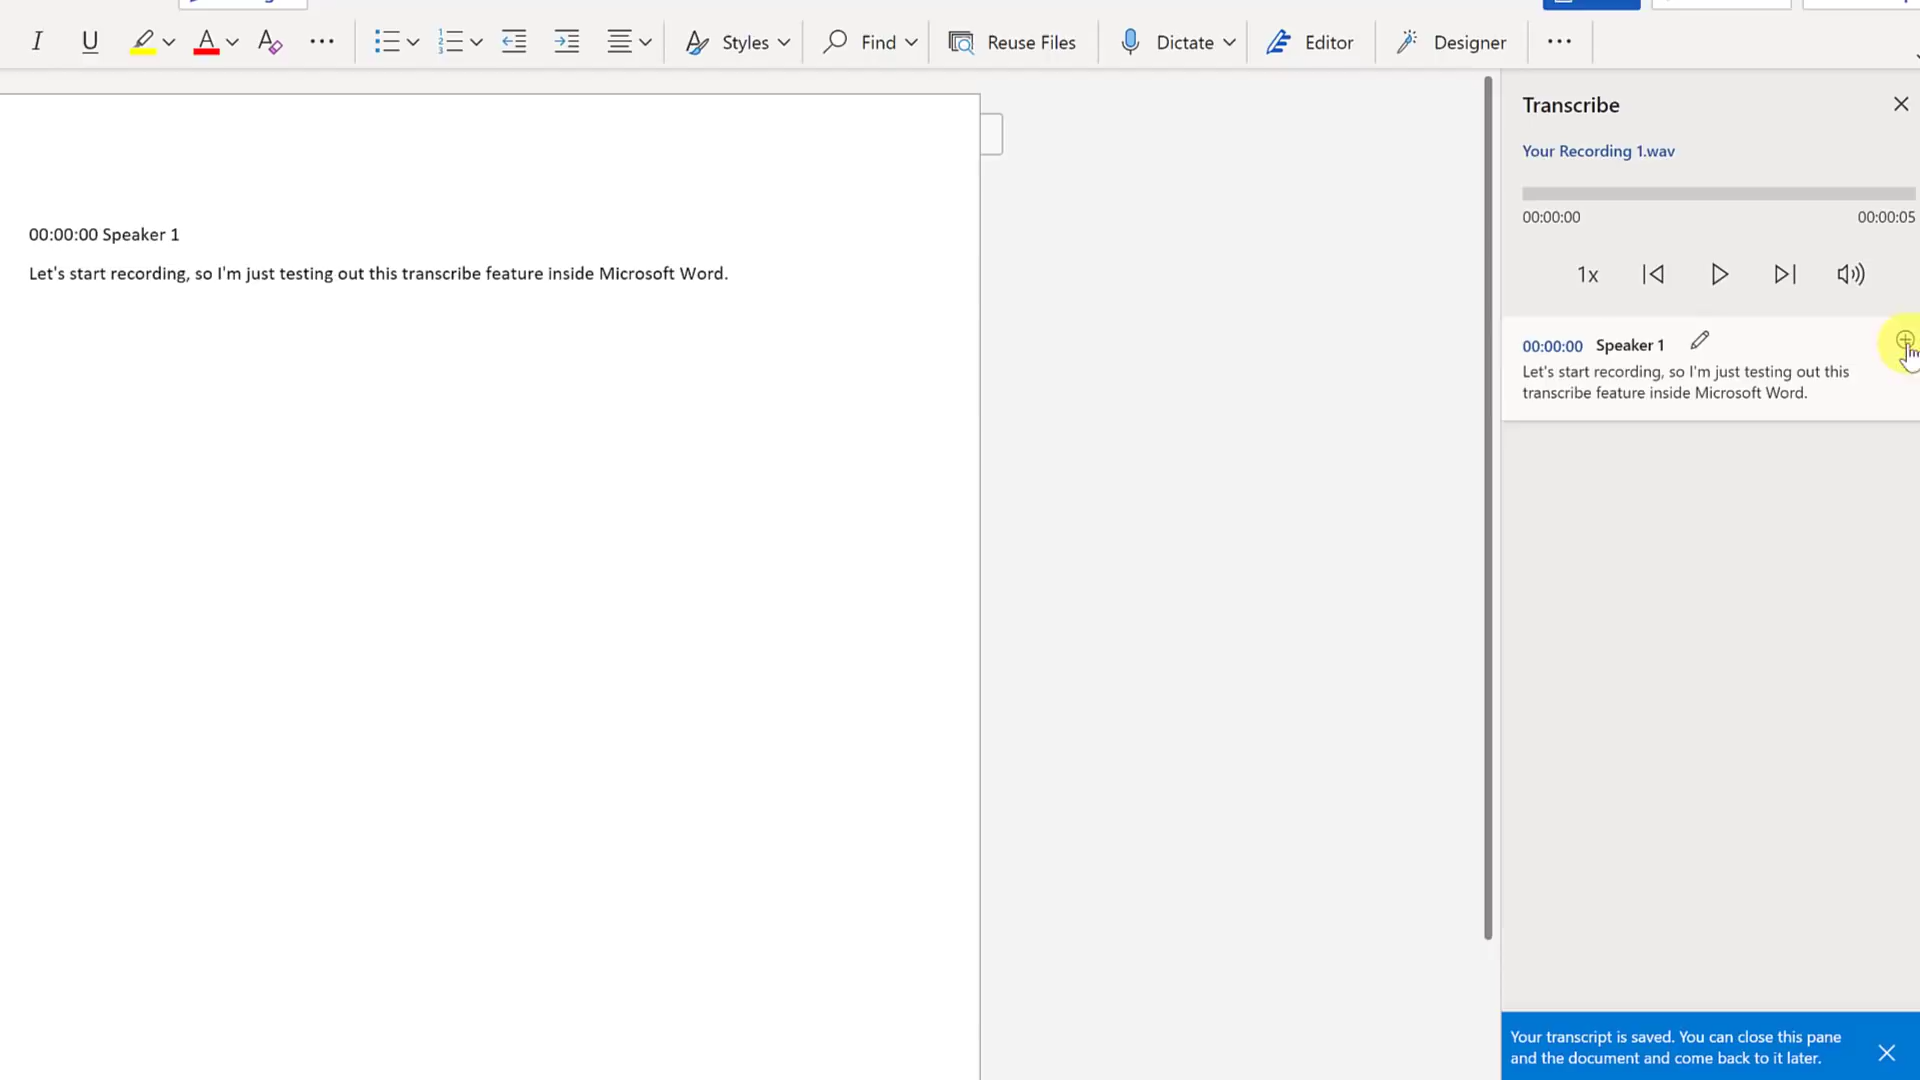 Styles
Find
Reuse Files
Dictate
Editor
Designer
Transcribe
Your Recording 1.wav
00:00:00
00:00:05
1x
00:00:00 Speaker 1
Let's start recording, so I'm just testing out this
transcribe feature inside Microsoft Word.
00:00:00 Speaker 1
Let's start recording, so I'm just testing out this transcribe feature inside Microsoft Word.
Your transcript is saved. You can close this pane
and the document and come back to it later.